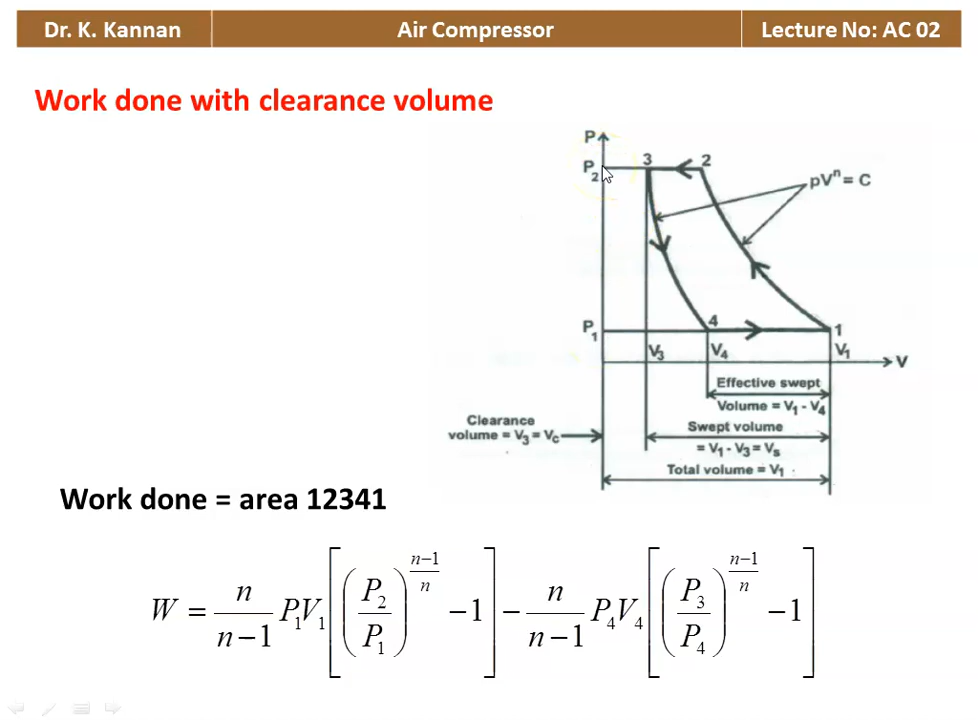 Dr. K. Kannan
Air Compressor
Lecture No: AC 02
Work done with clearance volume
P
P₂
3
2
pVⁿ = C
P₁
4
1
V₃
V₄
V₁
V
Effective swept
Volume = V₁ - V₄
Clearance
volume = V₃ = Vc
Swept volume
= V₁ - V₃ = Vs
Total volume = V₁
Work done = area 12341
W = n/(n−1) P₁V₁ [ (P₂/P₁)^((n−1)/n) − 1 ] − n/(n−1) P₄V₄ [ (P₃/P₄)^((n−1)/n) − 1 ]